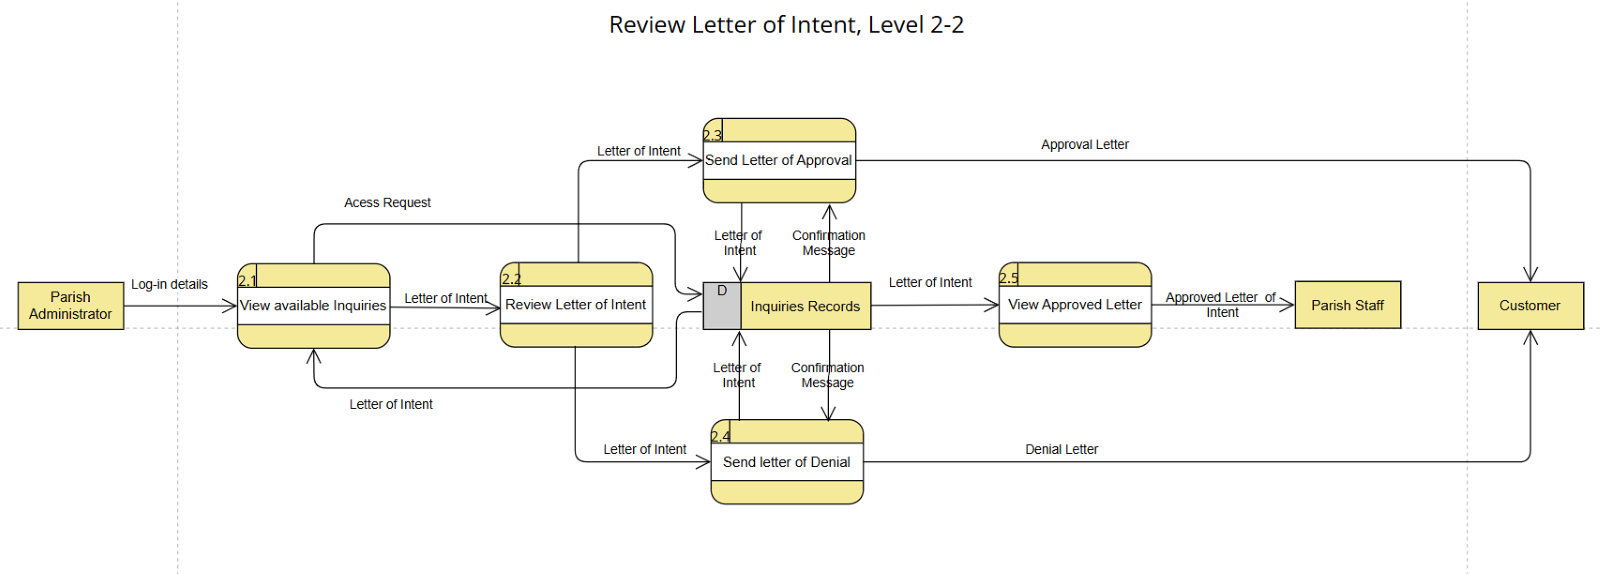 Review Letter of Intent, Level 2-2
2.3
Send Letter of Approval
Letter of Intent
Approval Letter
Acess Request
Letter of
Intent
Confirmation
Message
Parish
Administrator
Log-in details
2.1
View available Inquiries
Letter of Intent
2.2
Review Letter of Intent
D
Inquiries Records
Letter of Intent
2.5
View Approved Letter
Approved Letter of
Intent
Parish Staff
Customer
Letter of
Intent
Confirmation
Message
Letter of Intent
Letter of Intent
2.4
Send letter of Denial
Denial Letter